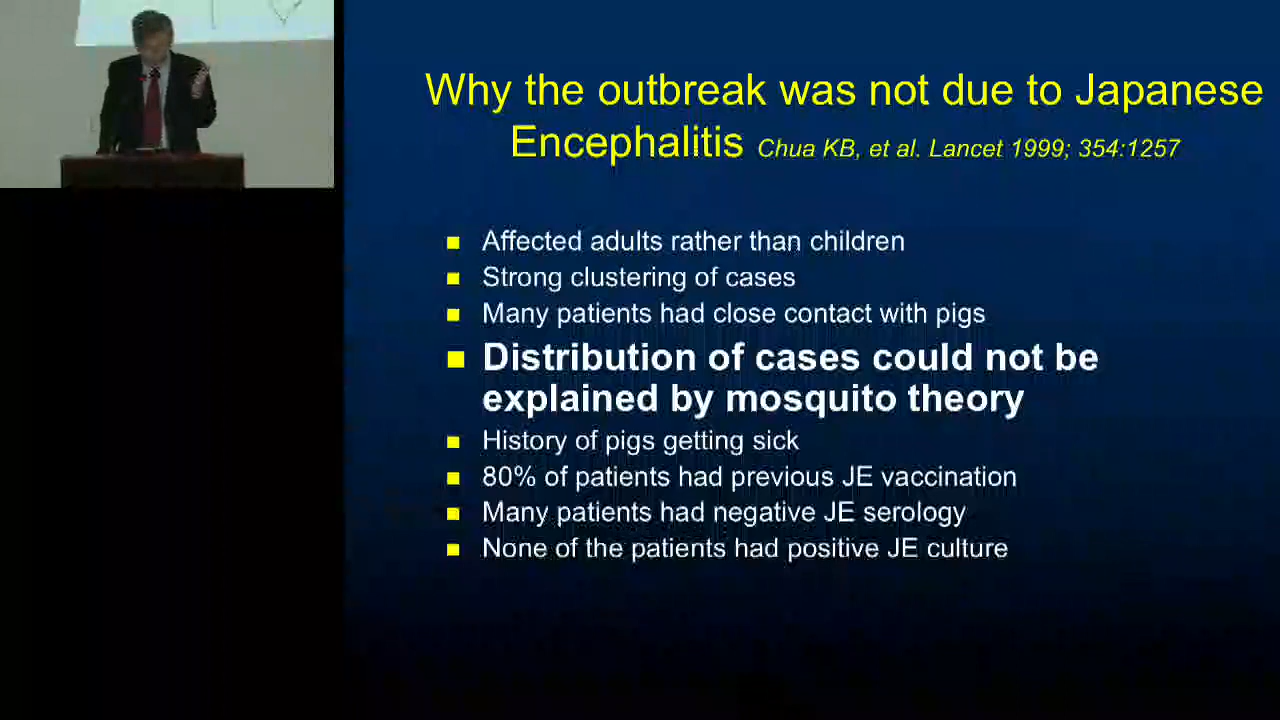 Why the outbreak was not due to Japanese
Encephalitis Chua KB, et al. Lancet 1999; 354:1257
Affected adults rather than children
Strong clustering of cases
Many patients had close contact with pigs
Distribution of cases could not be
explained by mosquito theory
History of pigs getting sick
80% of patients had previous JE vaccination
Many patients had negative JE serology
None of the patients had positive JE culture